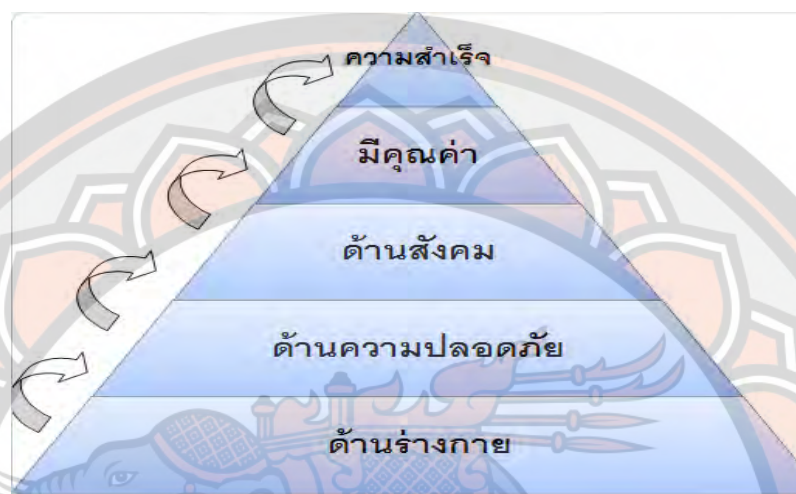 ความสำเร็จ
มีคุณค่า
ด้านสังคม
ด้านความปลอดภัย
ด้านร่างกาย